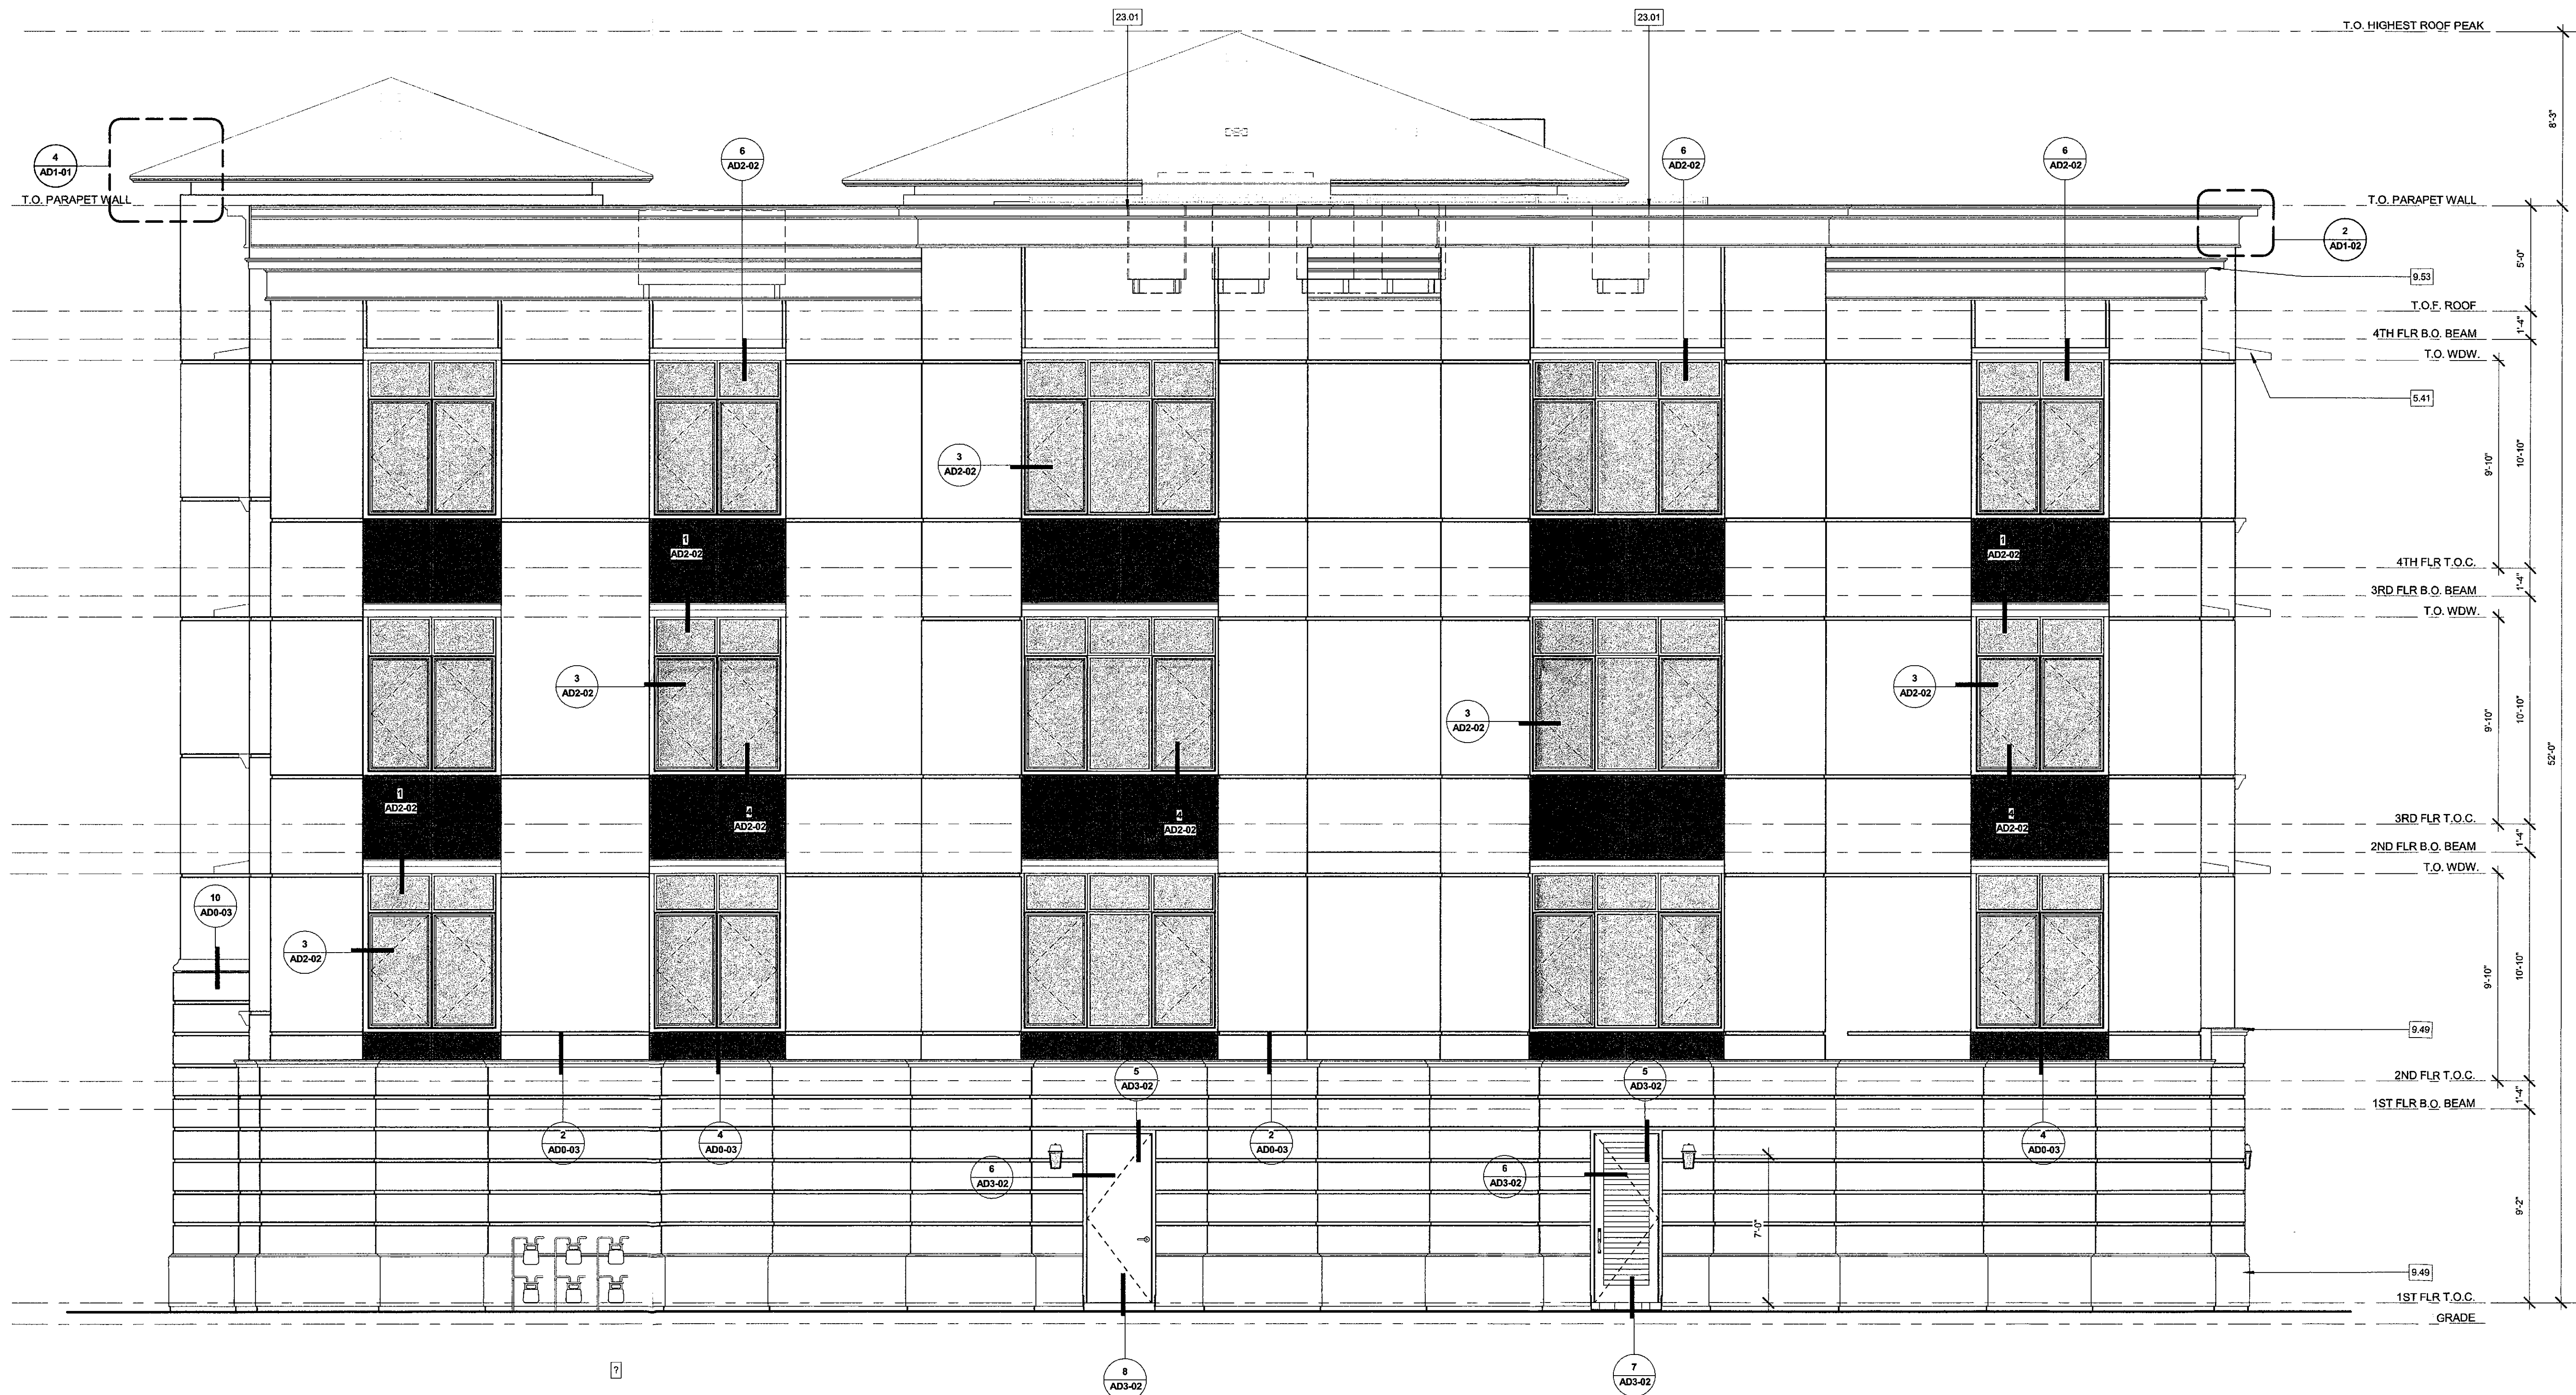 23.01
23.01
T.O. HIGHEST ROOF PEAK
8'-3"
4
AD1-01
6
AD2-02
6
AD2-02
6
AD2-02
T.O. PARAPET WALL
T.O. PARAPET WALL
2
AD1-02
9.53
5'-0"
T.O.F. ROOF
1'-4"
4TH FLR B.O. BEAM
T.O. WDW.
5.41
3
AD2-02
9'-10"
10'-10"
1
AD2-02
1
AD2-02
4TH FLR T.O.C.
1'-4"
3RD FLR B.O. BEAM
T.O. WDW.
3
AD2-02
3
AD2-02
3
AD2-02
9'-10"
10'-10"
52'-0"
1
AD2-02
4
AD2-02
4
AD2-02
4
AD2-02
3RD FLR T.O.C.
1'-4"
2ND FLR B.O. BEAM
T.O. WDW.
10
AD0-03
3
AD2-02
9'-10"
10'-10"
9.49
5
AD3-02
5
AD3-02
2ND FLR T.O.C.
1'-4"
1ST FLR B.O. BEAM
2
AD0-03
4
AD0-03
2
AD0-03
4
AD0-03
6
AD3-02
6
AD3-02
7'-0"
9'-2"
9.49
1ST FLR T.O.C.
GRADE
?
8
AD3-02
7
AD3-02